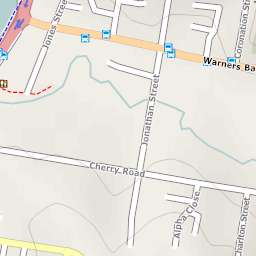 Jones Street
Coronation Street
Warners Ba
Jonathan Street
Cherry Road
Alpha Close
Charlton Street